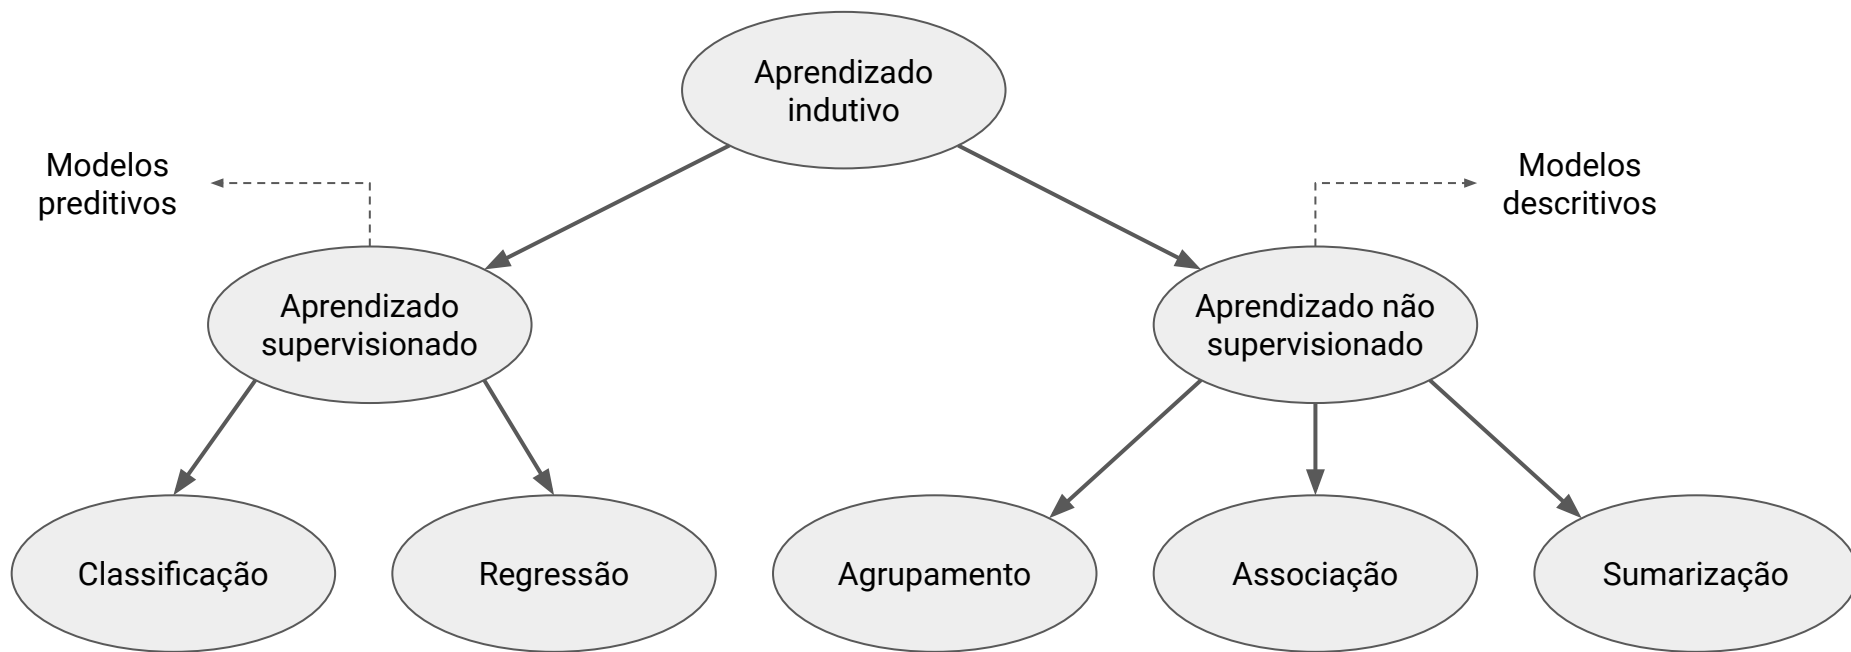 Aprendizado
indutivo
Modelos
preditivos
Modelos
descritivos
Aprendizado
supervisionado
Aprendizado não
supervisionado
Classificação
Regressão
Agrupamento
Associação
Sumarização